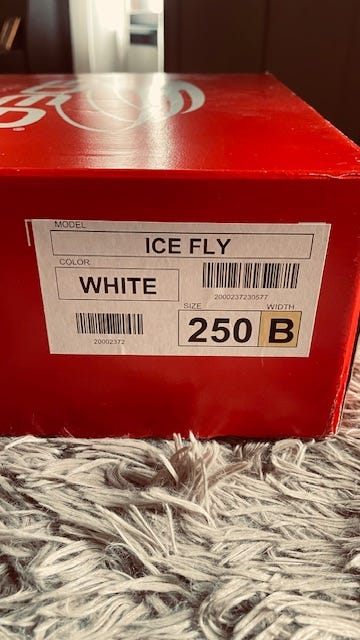 MODEL
ICE FLY
COLOR
WHITE
2000237230577
SIZE WIDTH
250 B
20002372